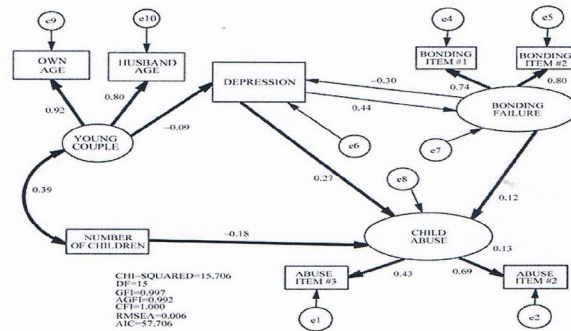 e9
e10
e4
e5
OWN
AGE
HUSBAND
AGE
BONDING
ITEM #1
BONDING
ITEM #2
DEPRESSION
-0.30
0.44
0.74
0.80
BONDING
FAILURE
0.92
0.80
YOUNG
COUPLE
-0.09
e6
e7
e8
0.39
0.27
0.12
NUMBER
OF CHILDREN
-0.18
CHILD
ABUSE
0.13
0.43
0.69
ABUSE
ITEM #3
ABUSE
ITEM #2
e1
e2
CHI-SQUARED=15.706
DF=15
GFI=0.997
AGFI=0.992
CFI=1.000
RMSEA=0.006
AIC=57.706